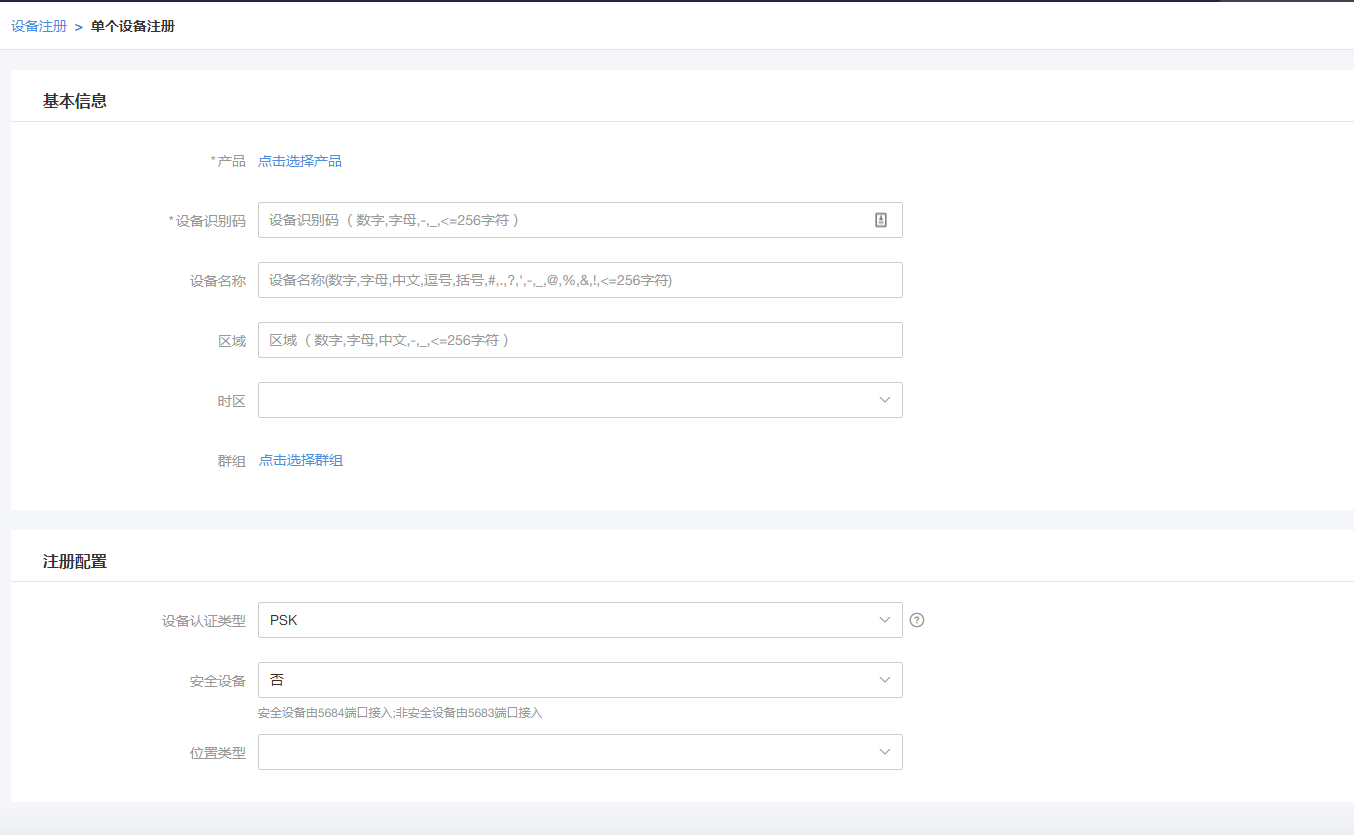 设备注册 > 单个设备注册
基本信息
*产品 点击选择产品
*设备识别码 设备识别码（数字,字母,-,_,<=256字符）
设备名称 设备名称(数字,字母,中文,逗号,括号,#,.,?,',-,_,@,%,&,!,<=256字符)
区域 区域（数字,字母,中文,-,_,<=256字符）
时区
群组 点击选择群组
注册配置
设备认证类型 PSK
安全设备 否
安全设备由5684端口接入;非安全设备由5683端口接入
位置类型